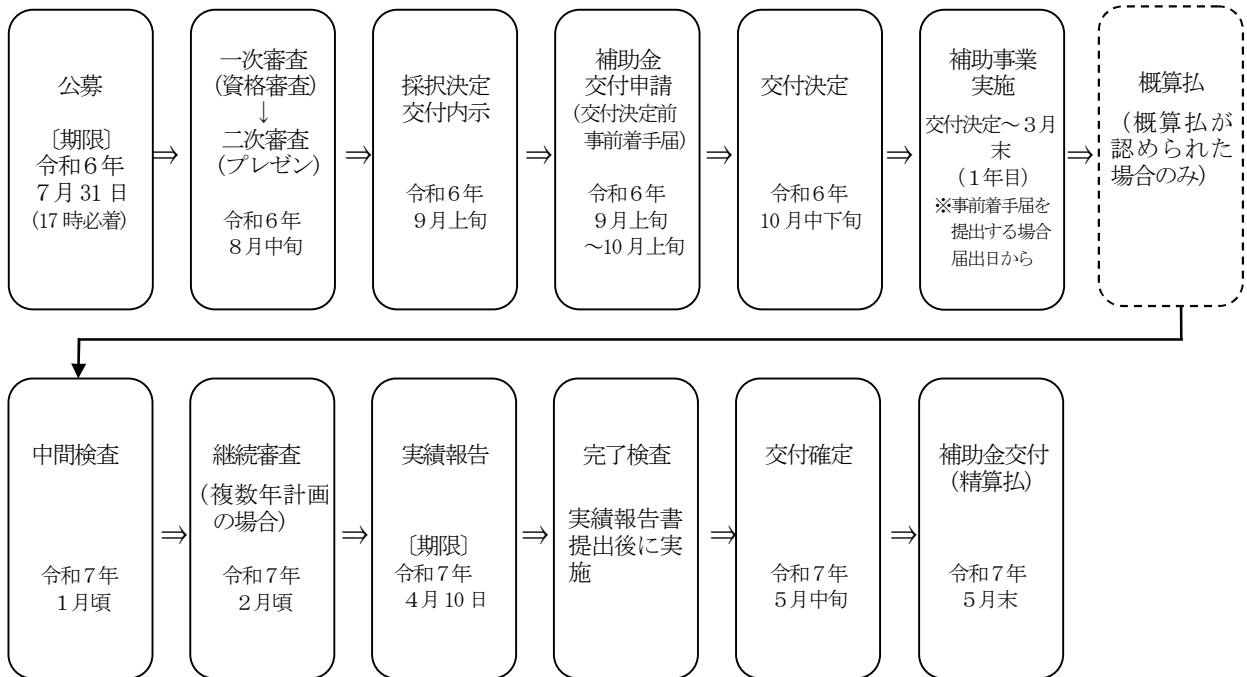 公募
〔期限〕
令和６年
７月31日
(17時必着)
⇒
一次審査
(資格審査)
↓
二次審査
(プレゼン)
令和６年
８月中旬
⇒
採択決定
交付内示
令和６年
９月上旬
⇒
補助金
交付申請
(交付決定前
事前着手届)
令和６年
９月上旬
～10月上旬
⇒
交付決定
令和６年
10月中下旬
⇒
補助事業
実施
交付決定～３月
末
（１年目）
※事前着手届を
提出する場合
届出日から
⇒
概算払
（概算払が
認められた
場合のみ）
中間検査
令和７年
１月頃
⇒
継続審査
（複数年計画
の場合）
令和７年
２月頃
⇒
実績報告
〔期限〕
令和７年
４月10日
⇒
完了検査
実績報告書
提出後に実
施
⇒
交付確定
令和７年
５月中旬
⇒
補助金交付
（精算払）
令和７年
５月末